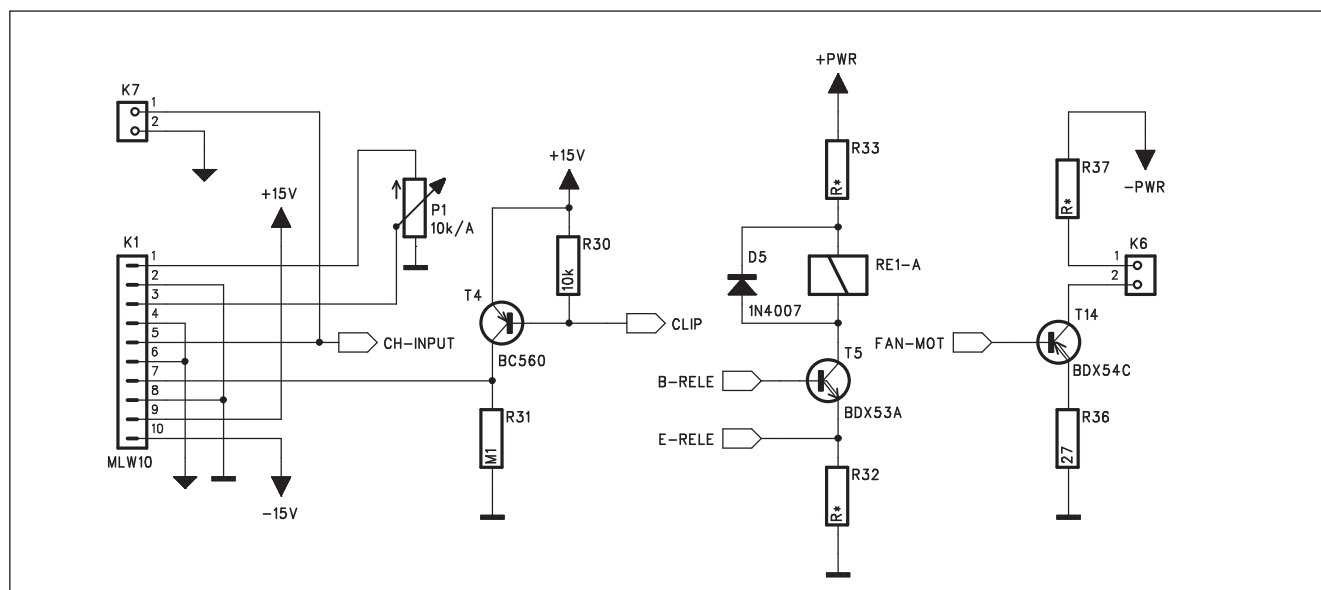 K7
1
2
+15V
K1
1
2
3
4
5
6
7
8
9
10
MLW10
-15V
P1
10k/A
CH-INPUT
+15V
R30
10k
T4
BC560
CLIP
R31
M1
+PWR
R33
R*
D5
1N4007
RE1-A
T5
B-RELE
BDX53A
E-RELE
R32
R*
R37
R*
-PWR
K6
1
2
T14
FAN-MOT
BDX54C
R36
27